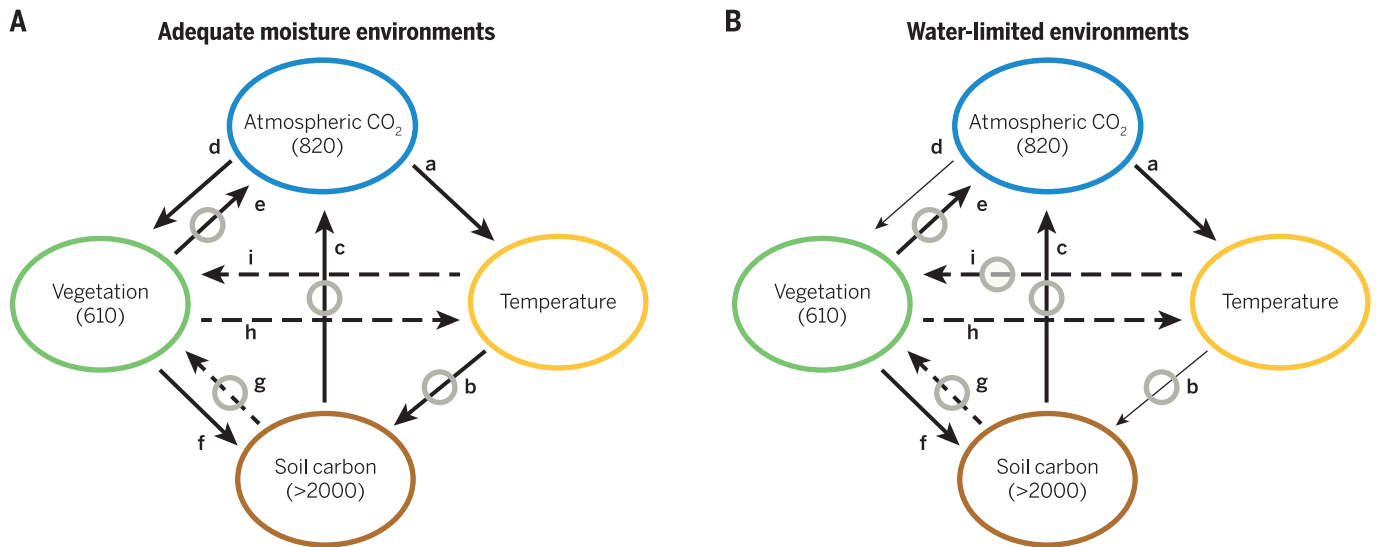 A
Adequate moisture environments
Atmospheric CO₂
(820)
d
a
e
c
i
Vegetation
(610)
Temperature
h
g
b
f
Soil carbon
(>2000)
B
Water-limited environments
Atmospheric CO₂
(820)
d
a
e
c
i
Vegetation
(610)
Temperature
h
g
b
f
Soil carbon
(>2000)